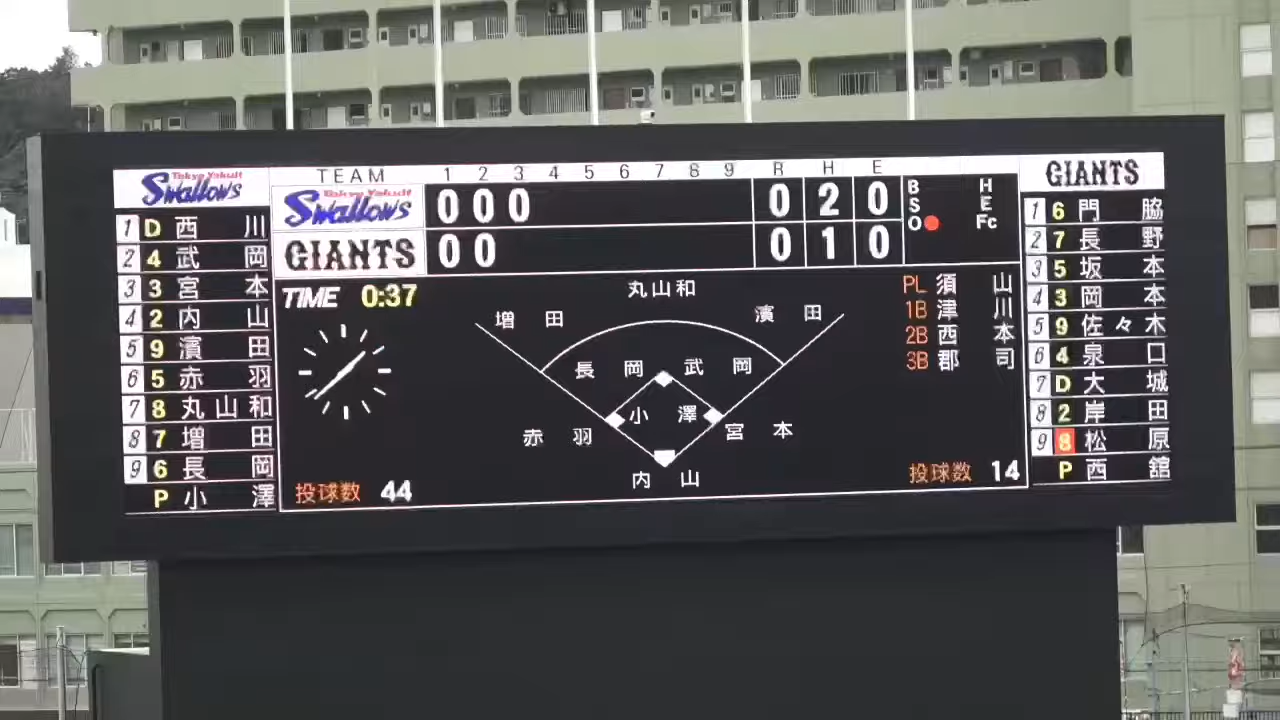 Tokyo Yakult
Swallows
1 D 西川
2 4 武岡
3 3 宮本
4 2 内山
5 9 濱田
6 5 赤羽
7 8 丸山和
8 7 増田
9 6 長岡
P 小澤
TEAM 1 2 3 4 5 6 7 8 9 R H E
Tokyo Yakult
Swallows 0 0 0 0 2 0
GIANTS 0 0 0 1 0
B H
S E
O Fc
TIME 0:37
丸山和
増田 濱田
長岡 武岡
小澤
赤羽 宮本
内山
PL 須山
1B 津川
2B 西本
3B 郡司
投球数 44
投球数 14
GIANTS
1 6 門脇
2 7 長野
3 5 坂本
4 3 岡本
5 9 佐々木
6 4 泉口
7 D 大城
8 2 岸田
9 8 松原
P 西舘